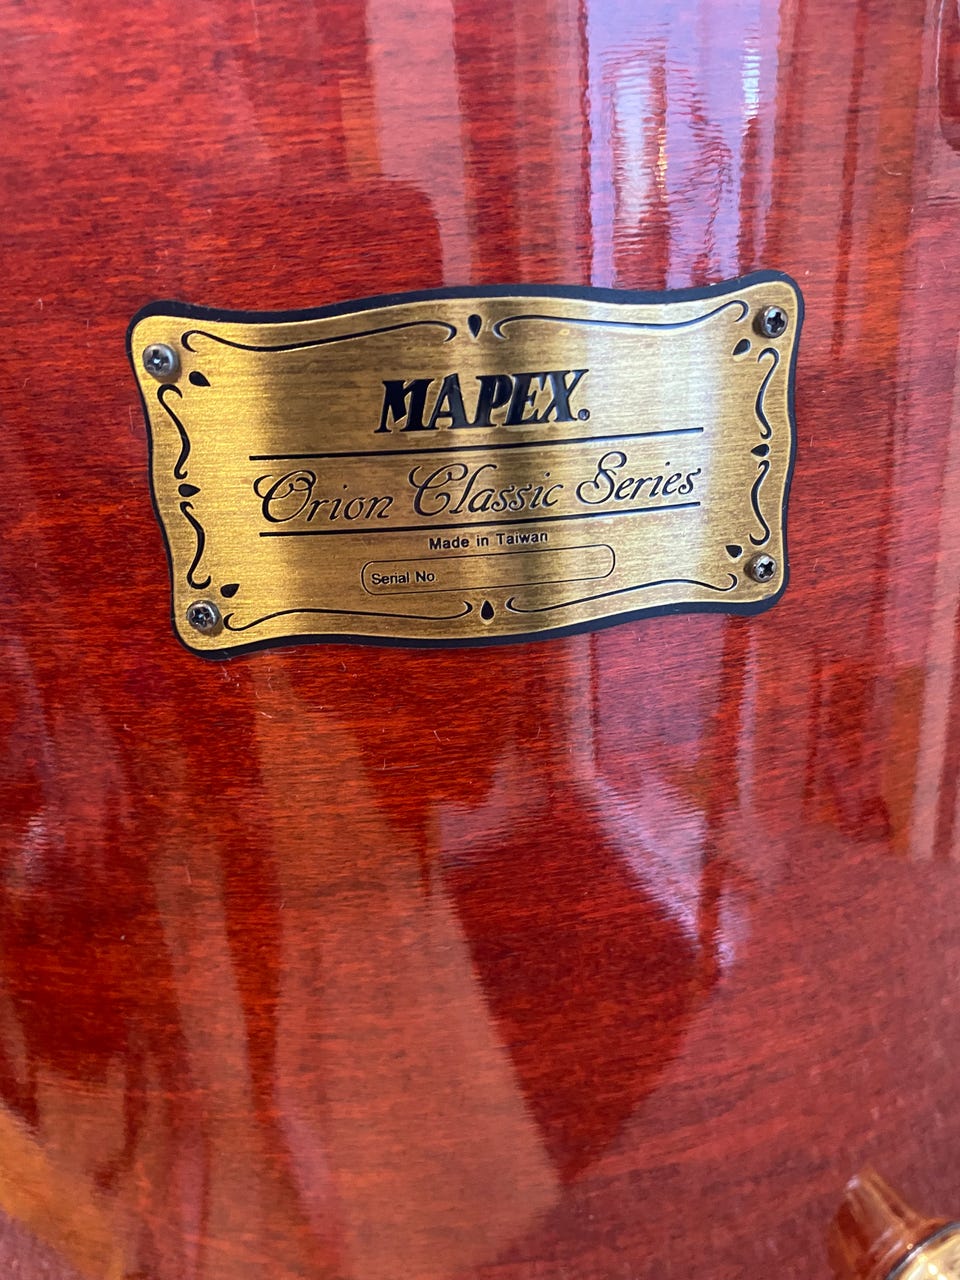 MAPEX®
Orion Classic Series
Made in Taiwan
Serial No.